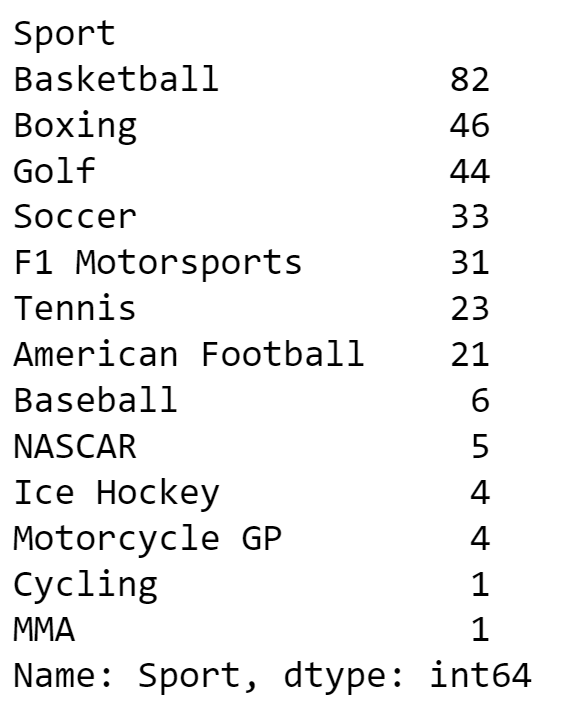 Sport
Basketball 82
Boxing 46
Golf 44
Soccer 33
F1 Motorsports 31
Tennis 23
American Football 21
Baseball 6
NASCAR 5
Ice Hockey 4
Motorcycle GP 4
Cycling 1
MMA 1
Name: Sport, dtype: int64